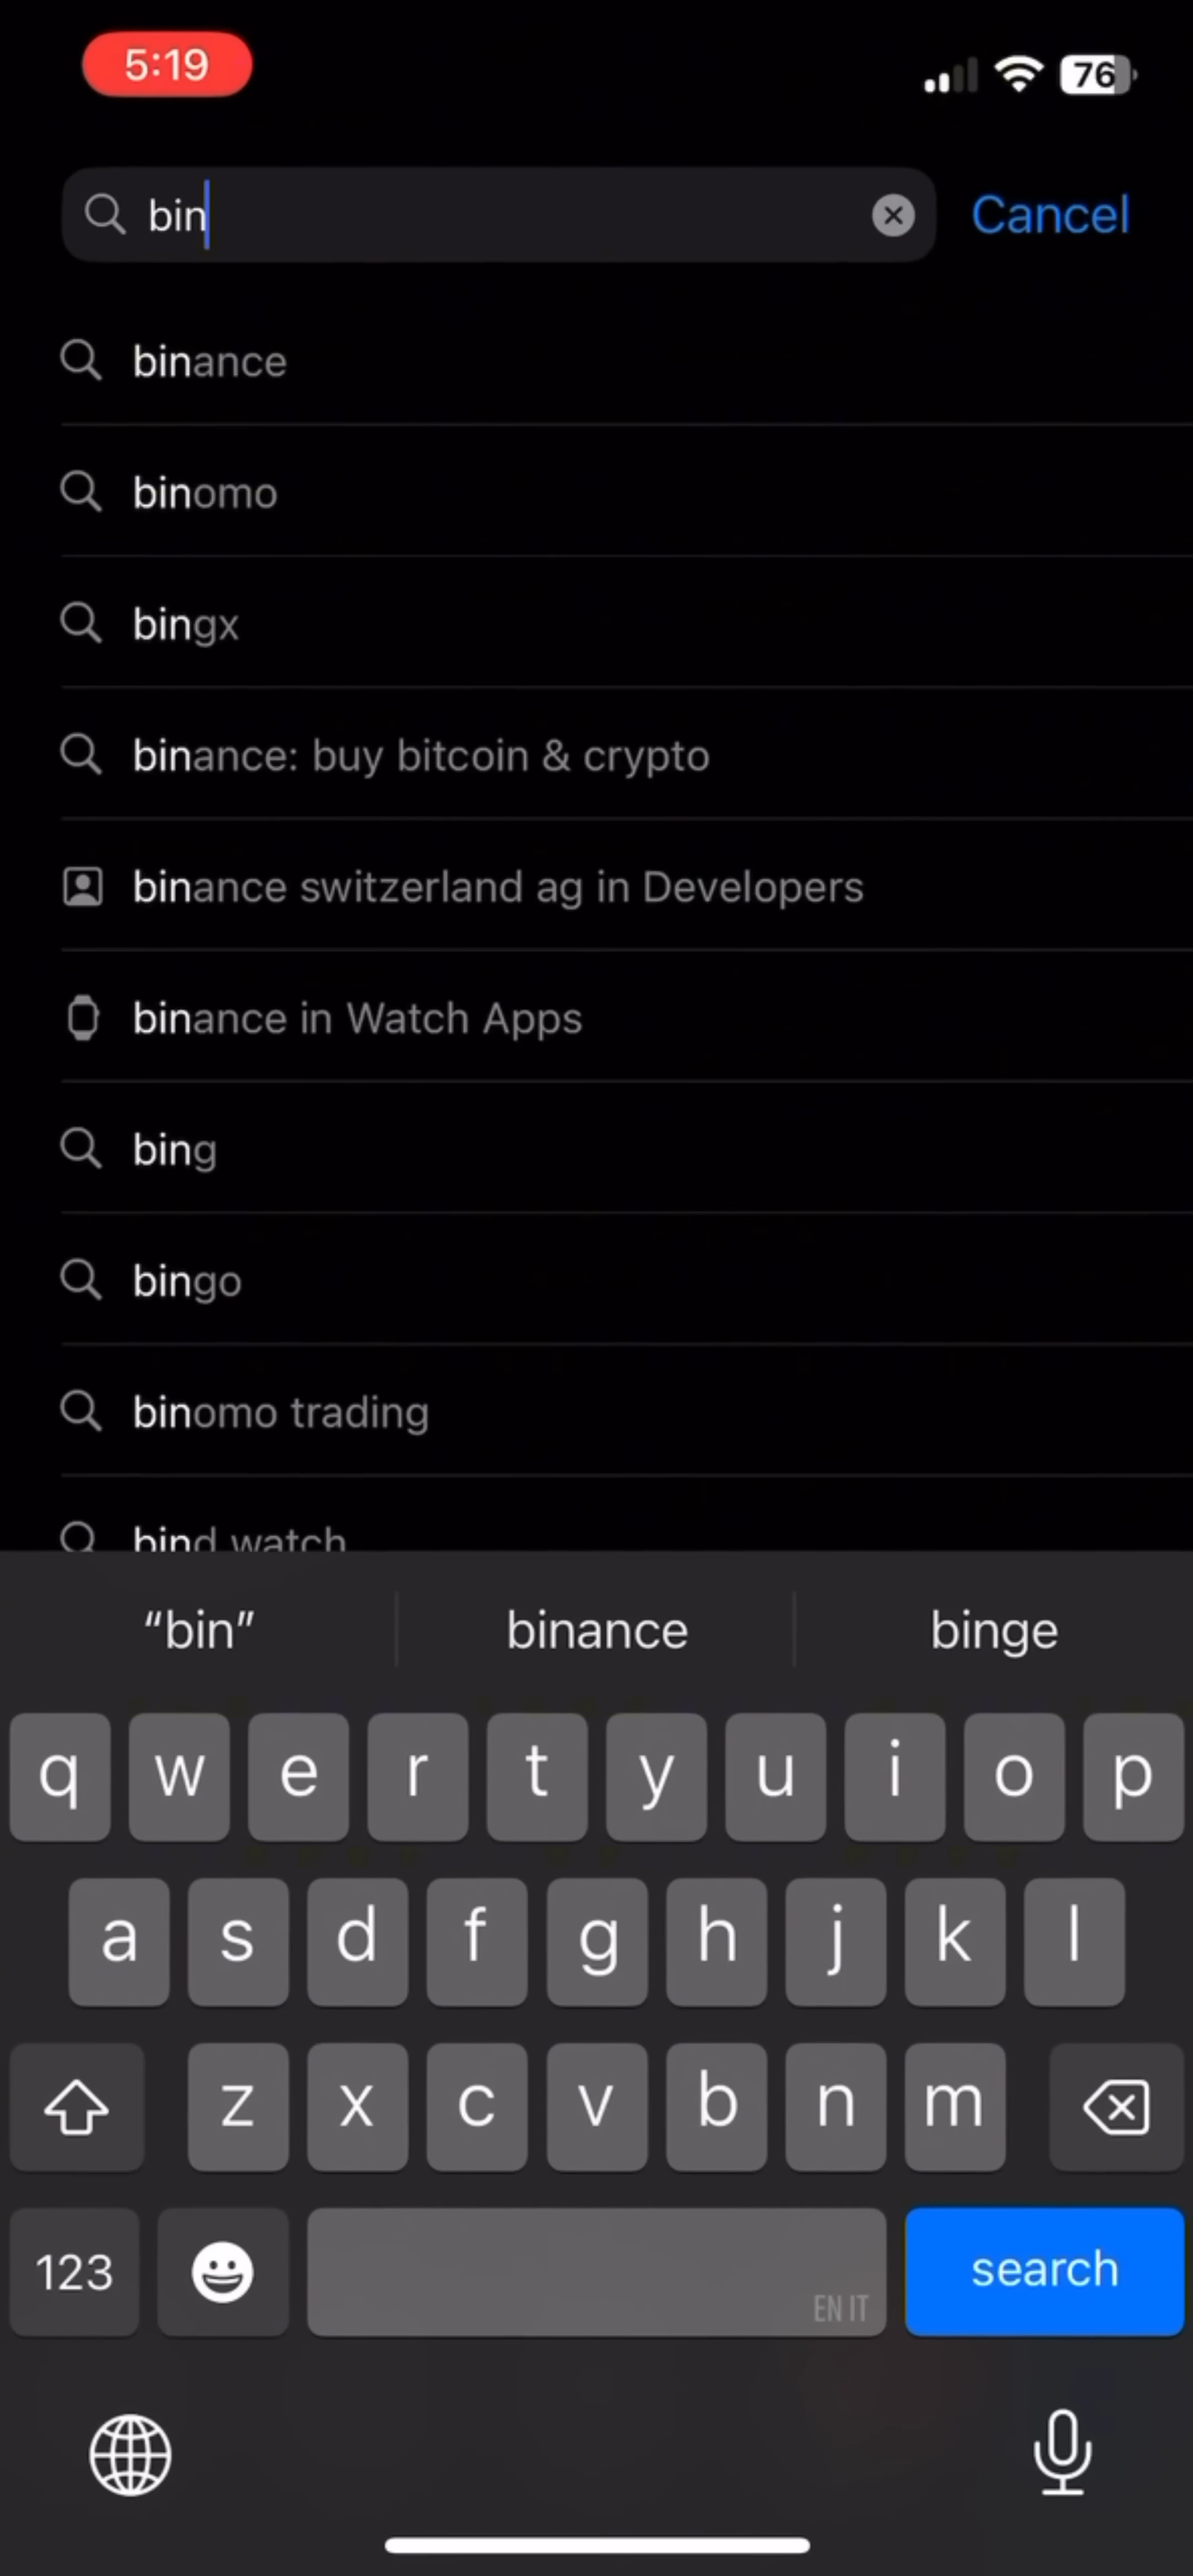 5:19
76
bin
Cancel
binance
binomo
bingx
binance: buy bitcoin & crypto
binance switzerland ag in Developers
binance in Watch Apps
bing
bingo
binomo trading
bind watch
“bin” binance binge
q w e r t y u i o p
a s d f g h j k l
z x c v b n m
123
EN IT
search